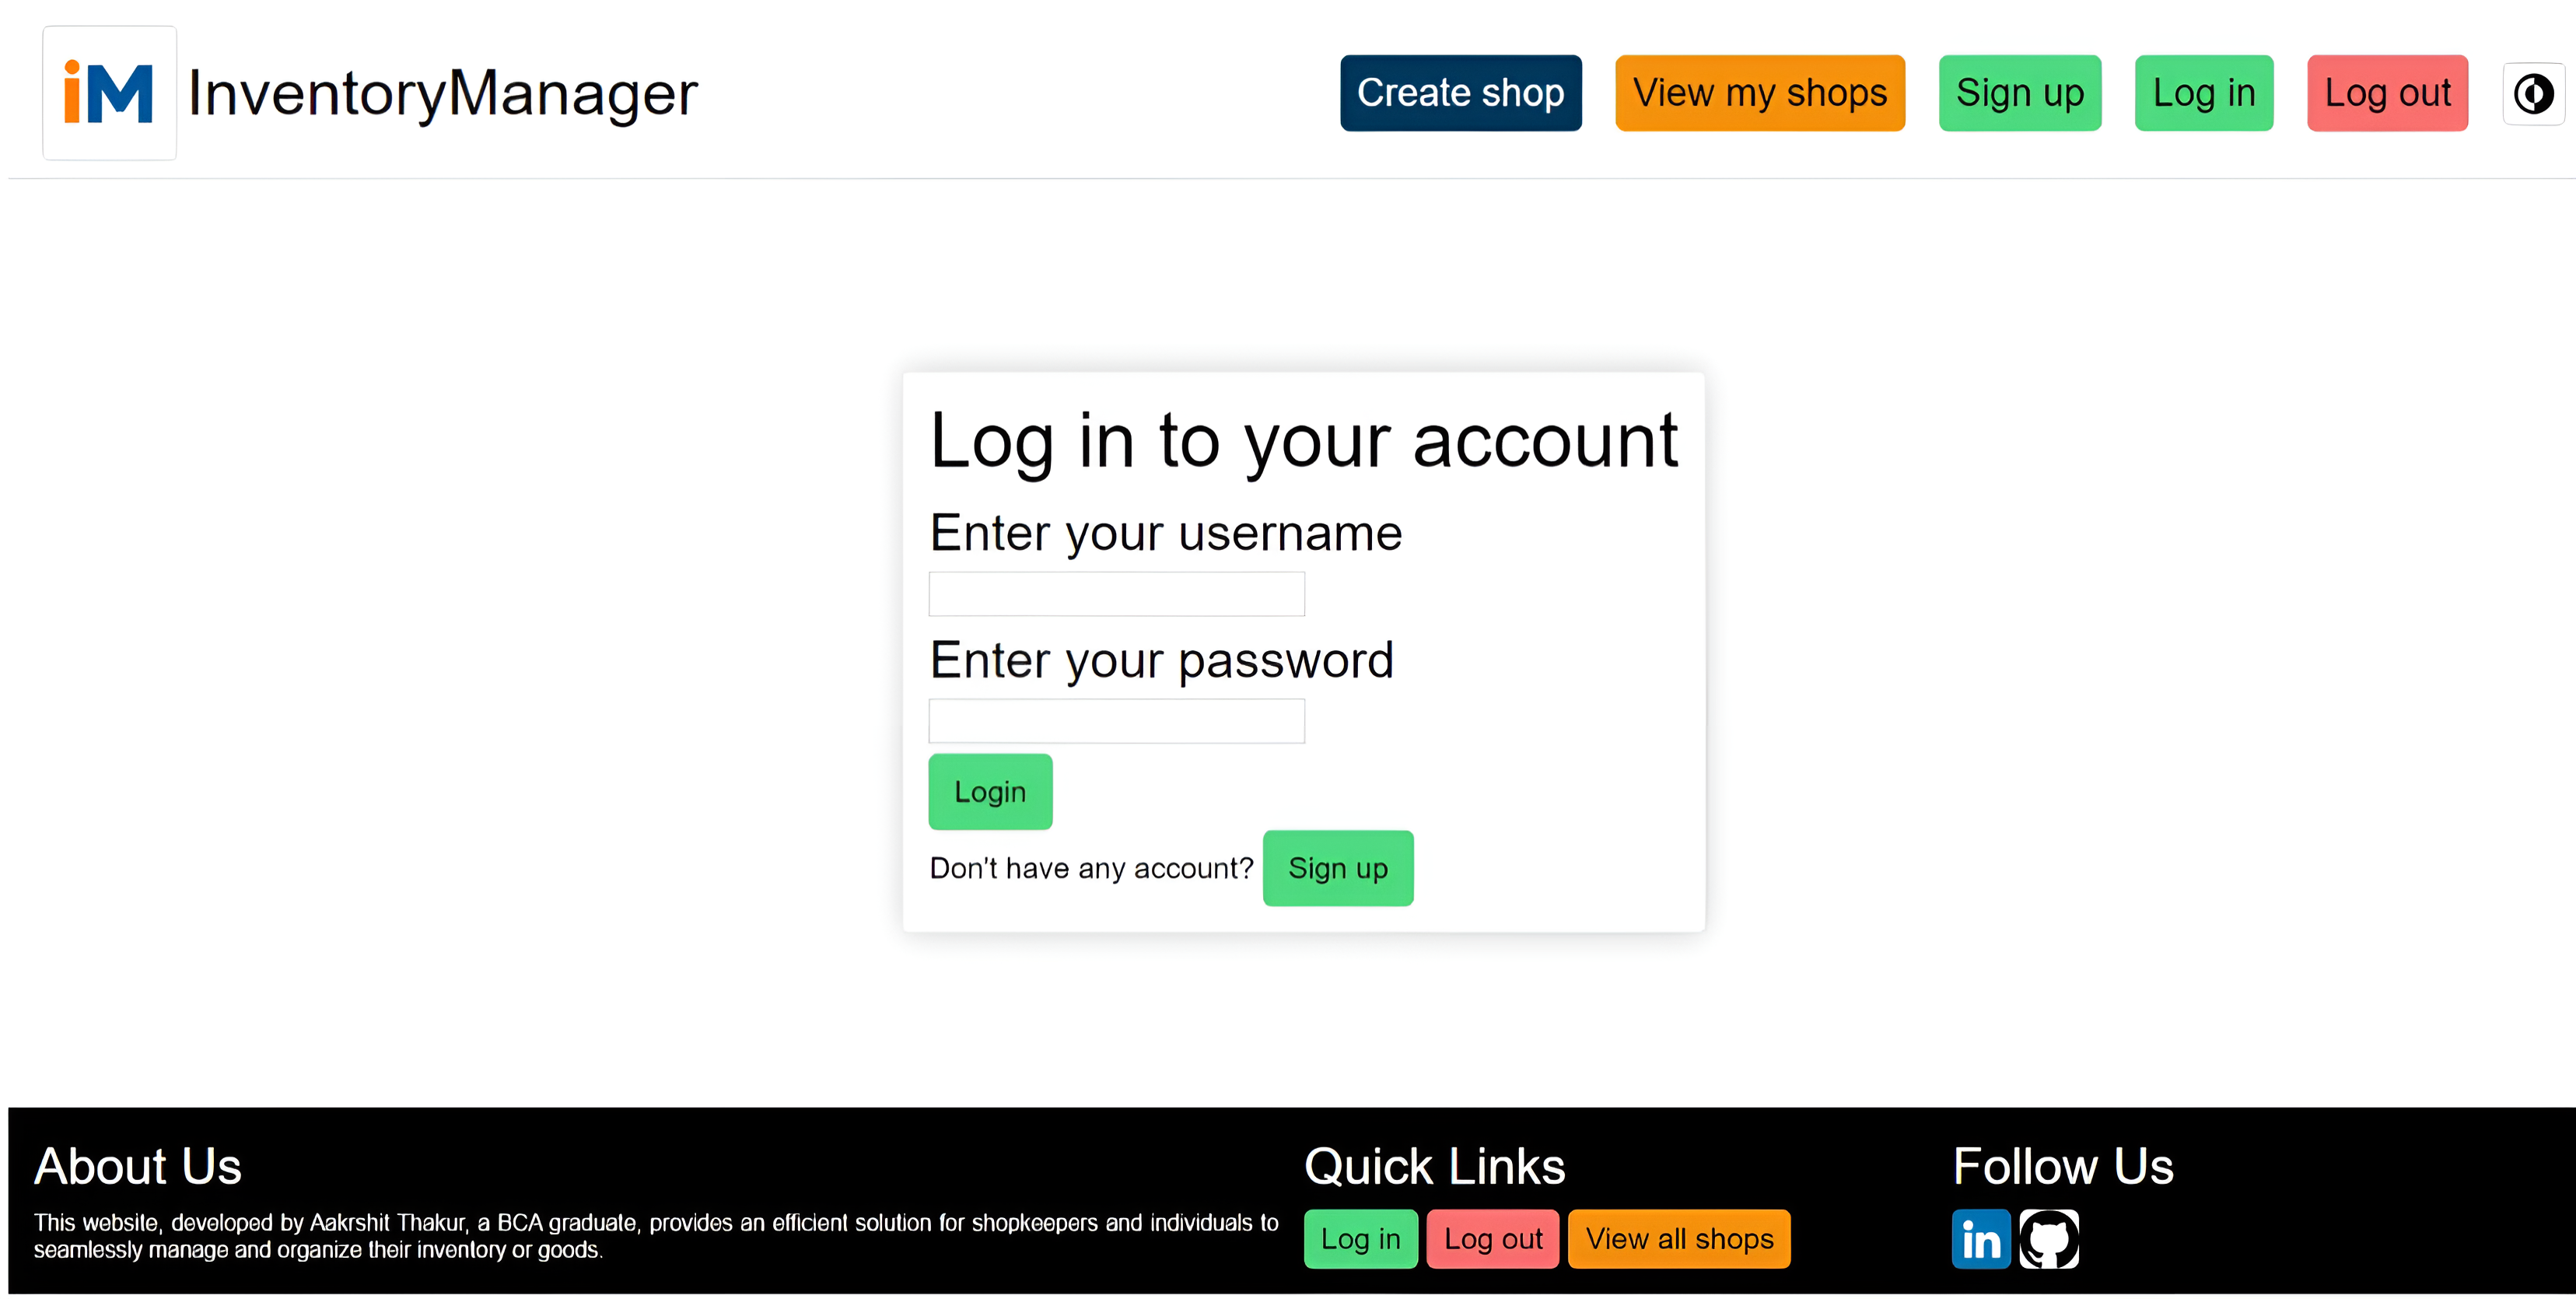 iM InventoryManager
Create shop
View my shops
Sign up
Log in
Log out
Log in to your account
Enter your username
Enter your password
Login
Don't have any account? Sign up
About Us
This website, developed by Aakrshit Thakur, a BCA graduate, provides an efficient solution for shopkeepers and individuals to
seamlessly manage and organize their inventory or goods.
Quick Links
Log in
Log out
View all shops
Follow Us
in